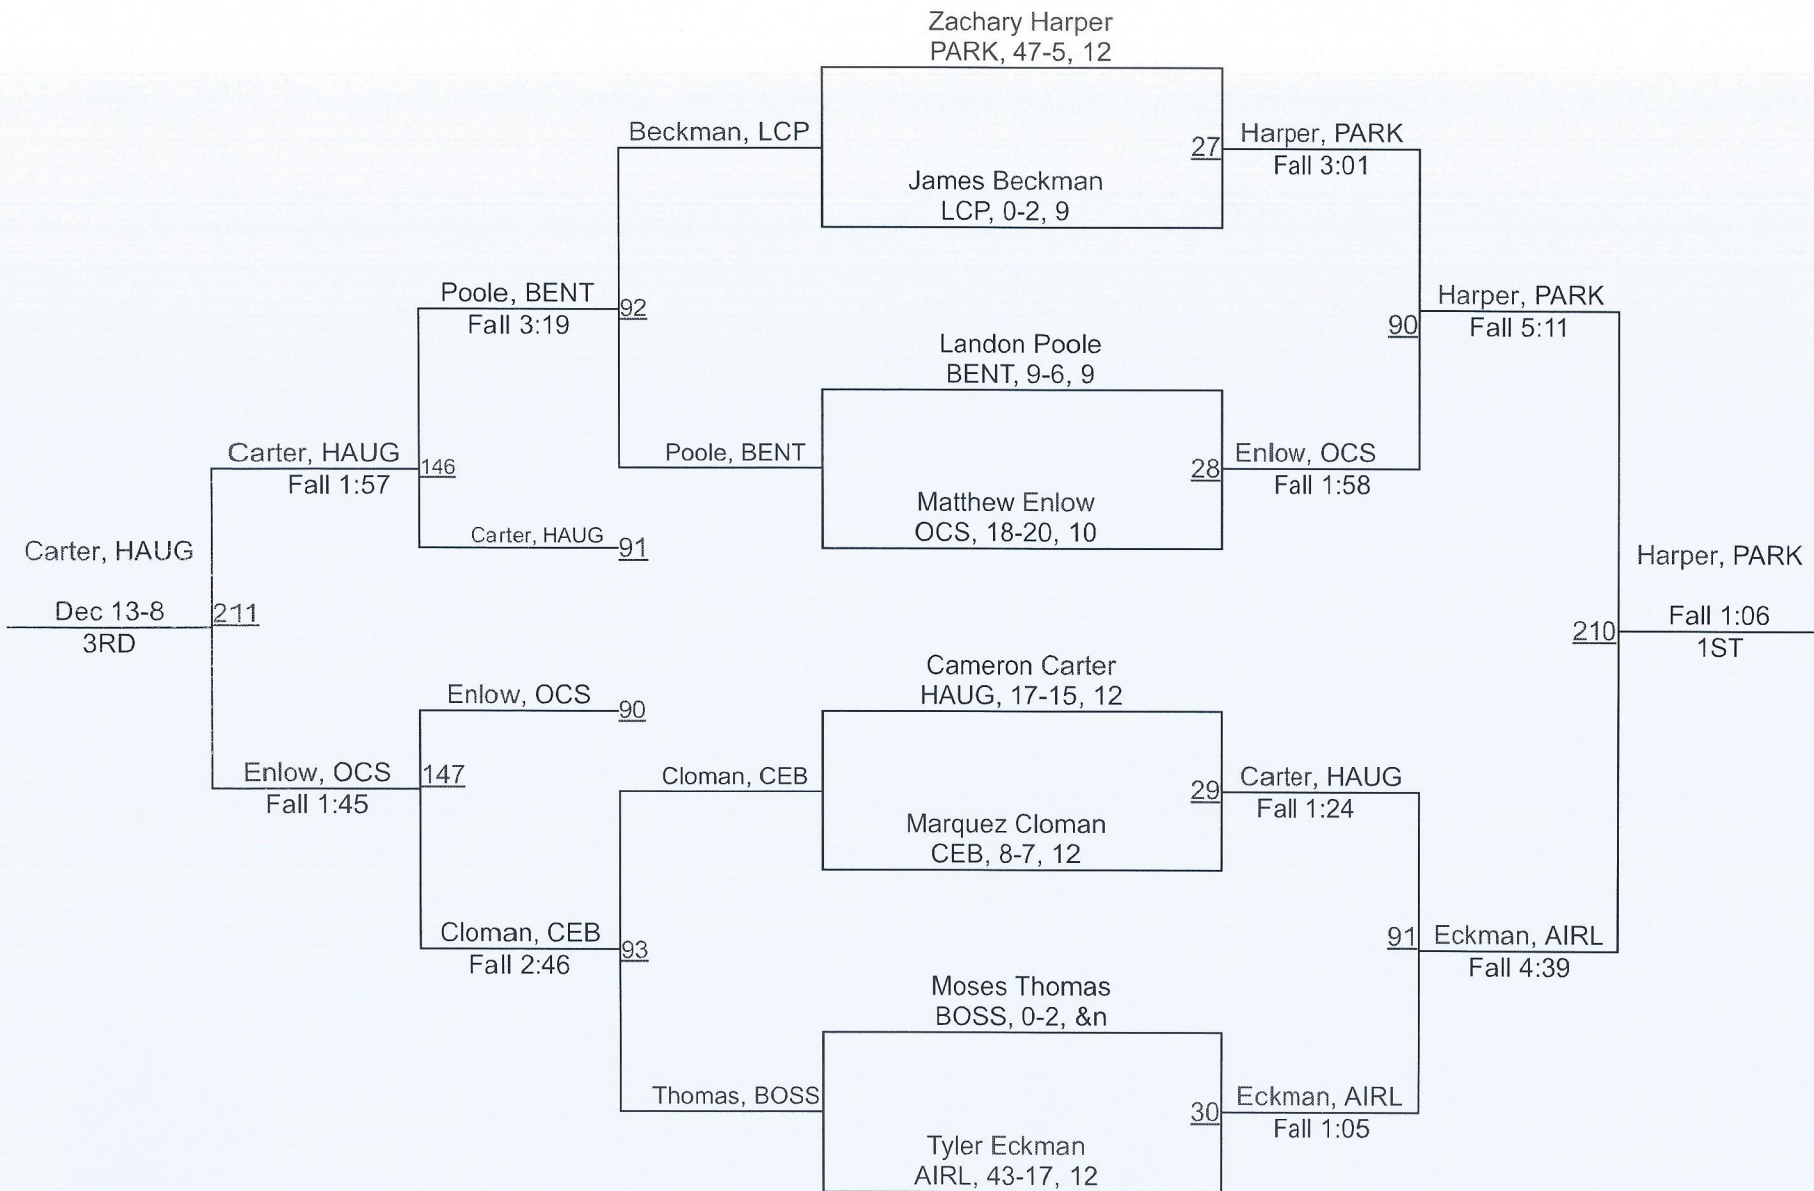 Zachary Harper
PARK, 47-5, 12
Beckman, LCP
27
Harper, PARK
Fall 3:01
James Beckman
LCP, 0-2, 9
Poole, BENT
Fall 3:19
92
Harper, PARK
90
Fall 5:11
Landon Poole
BENT, 9-6, 9
Carter, HAUG
Fall 1:57
146
Poole, BENT
28
Enlow, OCS
Fall 1:58
Matthew Enlow
OCS, 18-20, 10
Carter, HAUG
91
Carter, HAUG
Dec 13-8
3RD
211
Harper, PARK
210
Fall 1:06
1ST
Cameron Carter
HAUG, 17-15, 12
Enlow, OCS
90
Enlow, OCS
Fall 1:45
147
Cloman, CEB
29
Carter, HAUG
Fall 1:24
Marquez Cloman
CEB, 8-7, 12
Cloman, CEB
Fall 2:46
93
91
Eckman, AIRL
Fall 4:39
Moses Thomas
BOSS, 0-2, &n
Thomas, BOSS
30
Eckman, AIRL
Fall 1:05
Tyler Eckman
AIRL, 43-17, 12